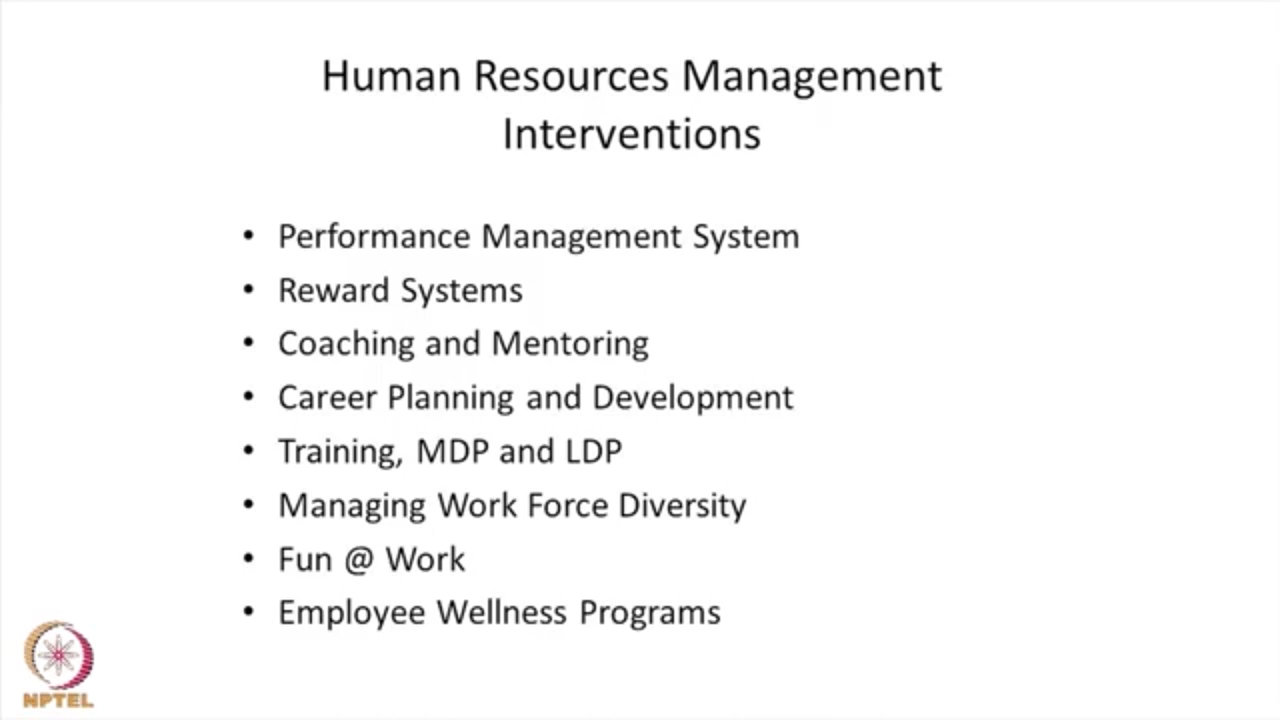 Human Resources Management
Interventions
• Performance Management System
• Reward Systems
• Coaching and Mentoring
• Career Planning and Development
• Training, MDP and LDP
• Managing Work Force Diversity
• Fun @ Work
• Employee Wellness Programs
NPTEL